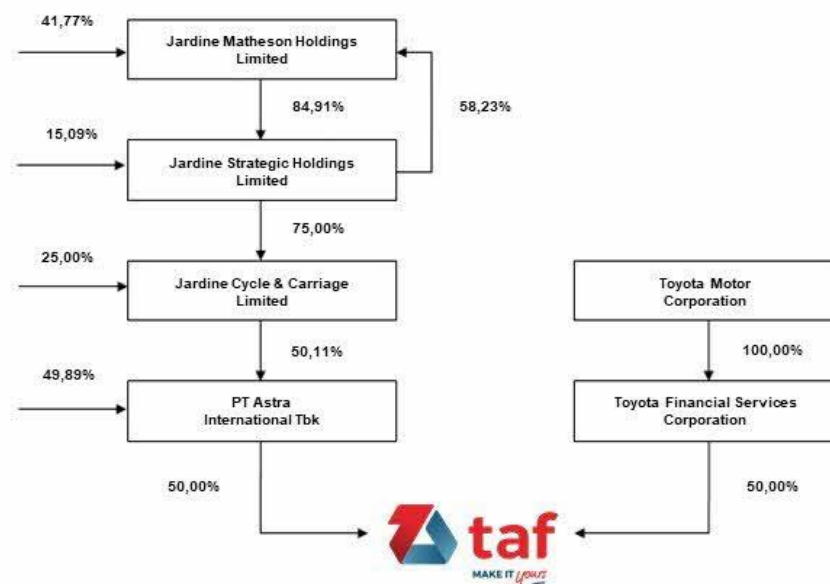 41,77%
Jardine Matheson Holdings
Limited
84,91%
58,23%
15,09%
Jardine Strategic Holdings
Limited
75,00%
25,00%
Jardine Cycle & Carriage
Limited
Toyota Motor
Corporation
50,11%
100,00%
49,89%
PT Astra
International Tbk
Toyota Financial Services
Corporation
50,00%
50,00%
taf
MAKE IT yours